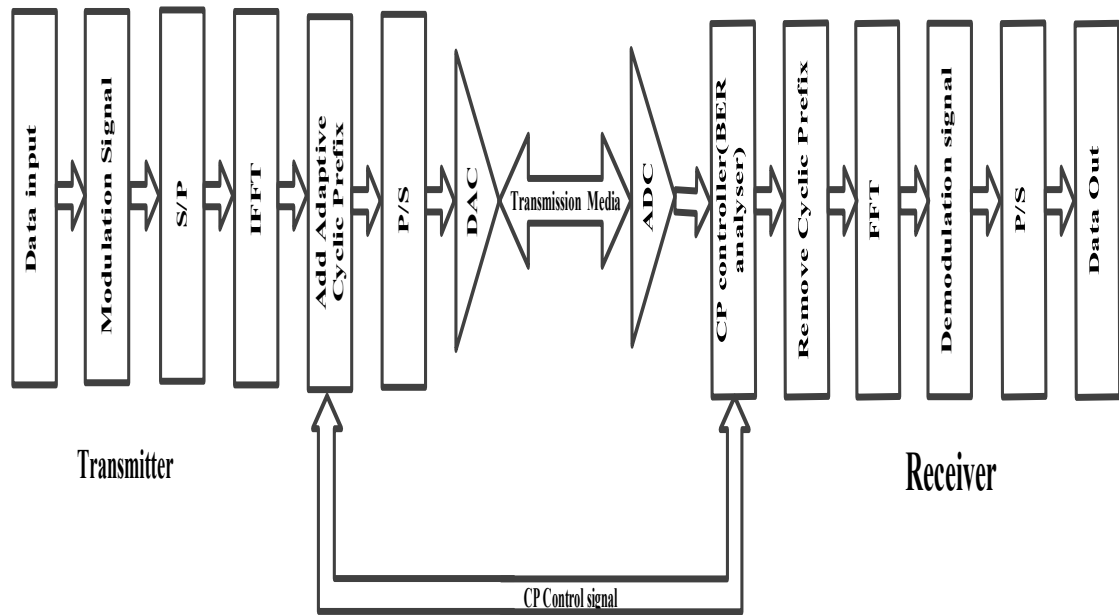 Data input
Modulation Signal
S/P
IFFT
Add Adaptive
Cyclic Prefix
P/S
DAC
Transmission Media
ADC
CP controller(BER
analyser)
Remove Cyclic Prefix
FFT
Demodulation signal
P/S
Data Out
Transmitter
Receiver
CP Control signal